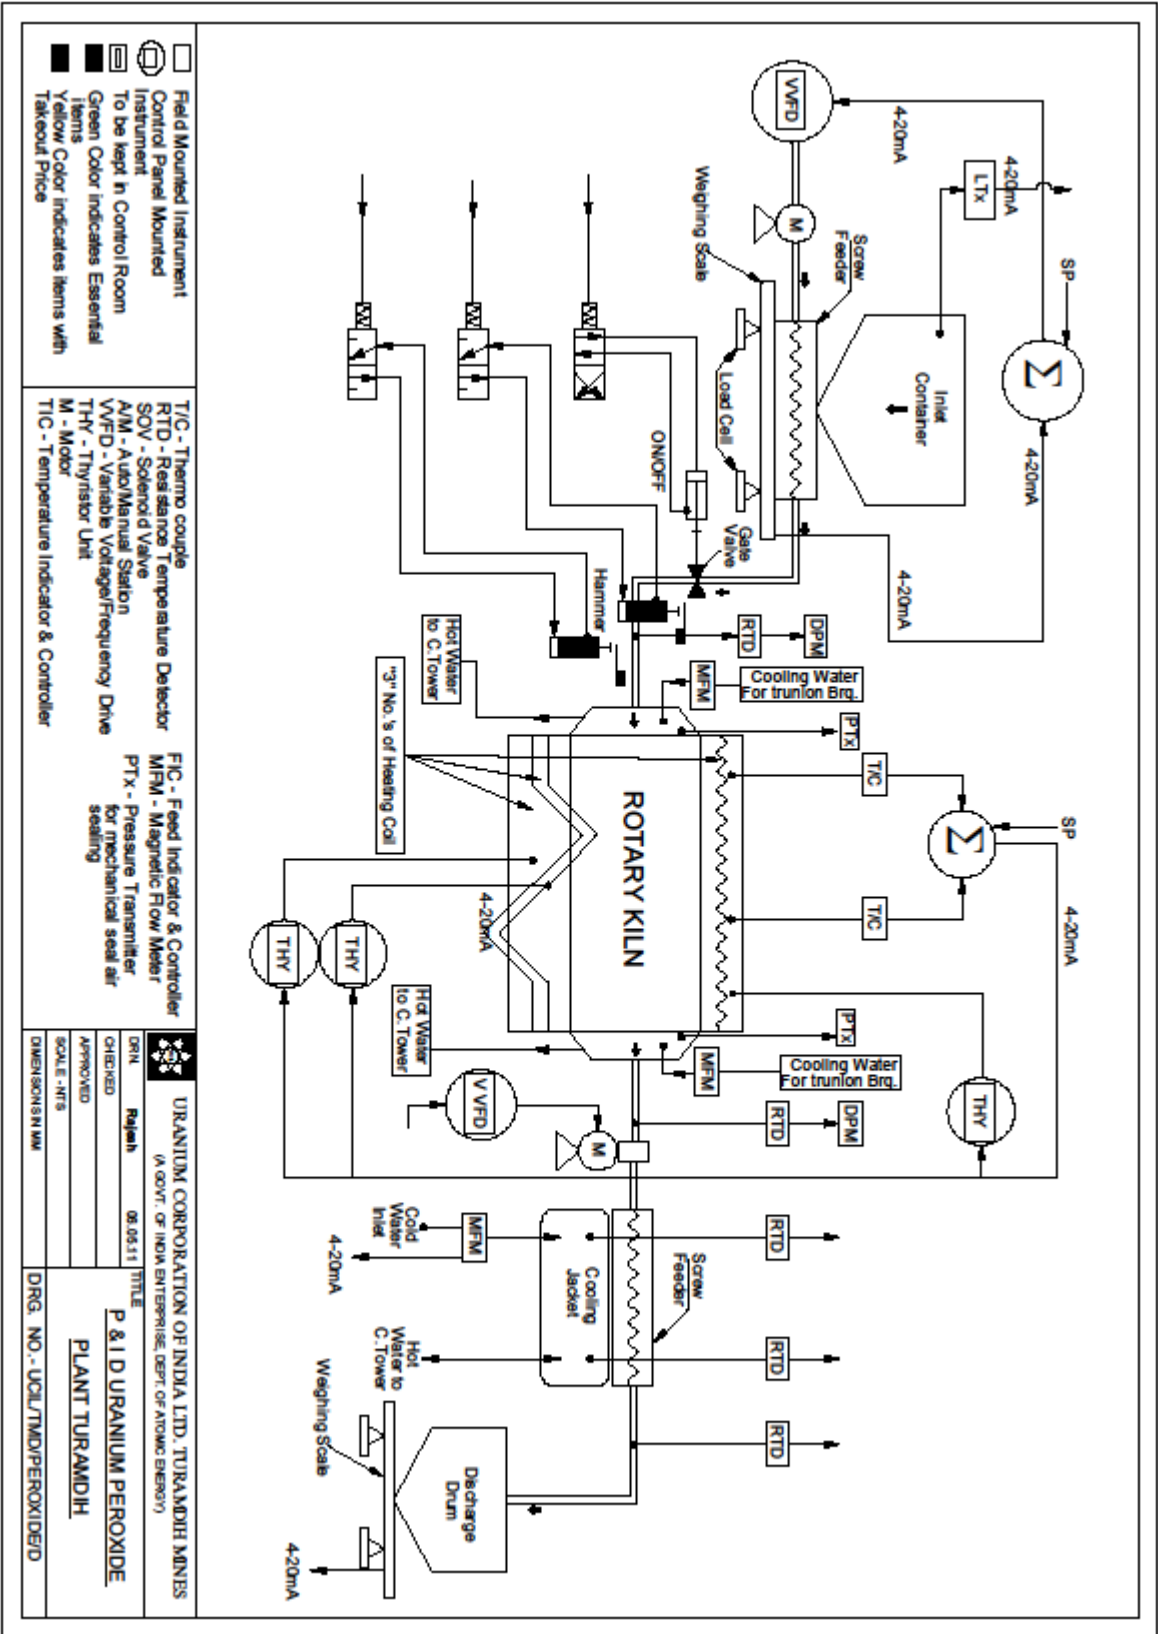 VVFD
4-20mA
LTx
4-20mA
SP
Σ
4-20mA
M
Weighing Scale
Screw
Feeder
Inlet
Container
Load Cell
4-20mA
ON/OFF
Gate
Valve
Hammer
RTD
DPM
Hot Water
to C.Tower
MFM
Cooling Water
For trunion Brg.
PTx
T/C
SP
Σ
"3" No.'s of Heating Coil
ROTARY KILN
T/C
4-20mA
4-20mA
THY
THY
Hot Water
to C. Tower
PTx
MFM
Cooling Water
For trunion Brg.
THY
V VFD
M
RTD
DPM
Cold
Water
Inlet
MFM
4-20mA
RTD
Cooling
Jacket
Screw
Feeder
Hot
Water to
C.Tower
RTD
RTD
Weighing Scale
Discharge
Drum
4-20mA
Field Mounted Instrument
Control Panel Mounted
Instrument
To be kept in Control Room
Green Color indicates Essential
items
Yellow Color indicates items with
Takeout Price
T/C - Thermo couple
RTD - Resistance Temperature Detector
SOV - Solenoid Valve
A/M - Auto/Manual Station
VVFD - Variable Voltage/Frequency Drive
THY - Thyristor Unit
M - Motor
TIC - Temperature Indicator & Controller
FIC - Feed Indicator & Controller
MFM - Magnetic Flow Meter
PTx - Pressure Transmitter
for mechanical seal air
sealing
URANIUM CORPORATION OF INDIA LTD. TURAMDIH MINES
(A GOVT. OF INDIA ENTERPRISE, DEPT. OF ATOMIC ENERGY)
DRN. Rajesh 06.05.11
CHECKED
APPROVED
SCALE -NTS
DIMENSIONS IN MM
TITLE
P & I D URANIUM PEROXIDE
PLANT TURAMDIH
DRG. NO.- UCIL/TMD/PEROXIDE/D